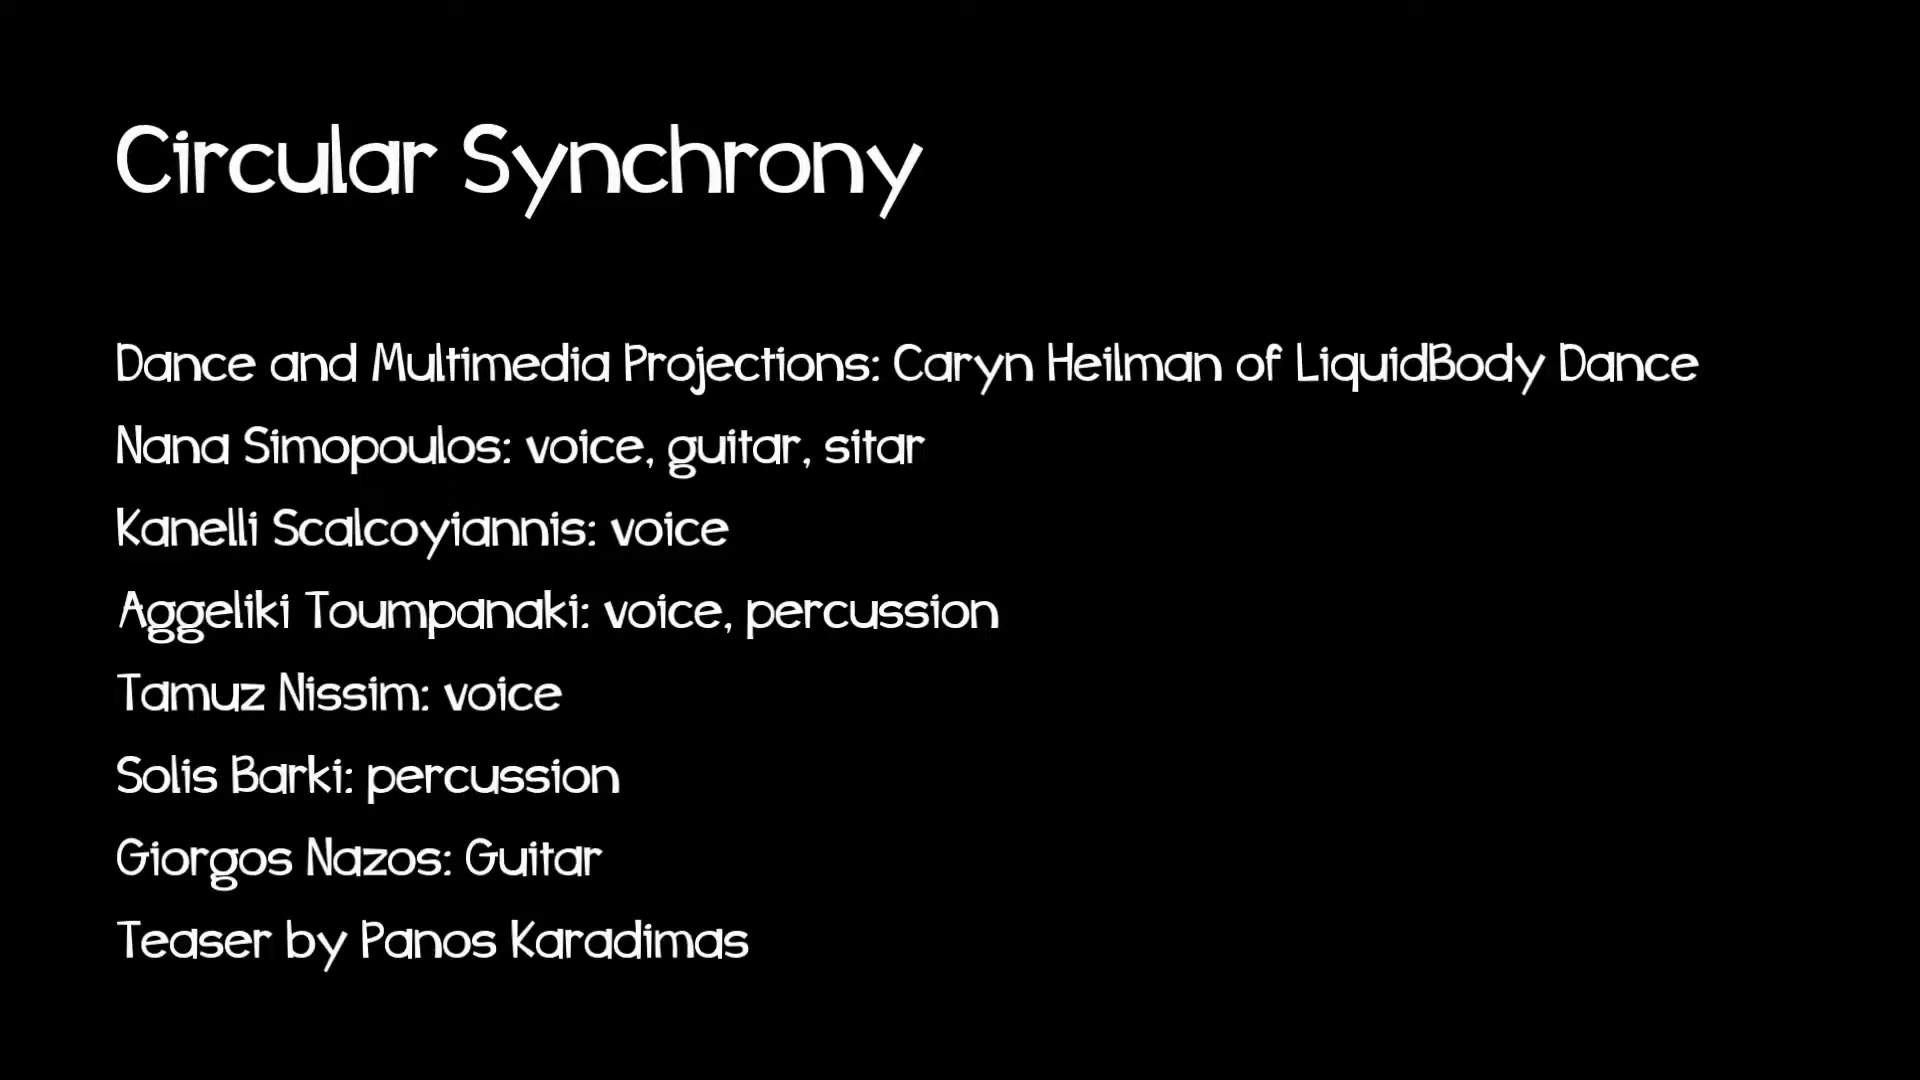 Circular Synchrony
Dance and Multimedia Projections: Caryn Heilman of LiquidBody Dance
Nana Simopoulos: voice, guitar, sitar
Kanelli Scalcoyiannis: voice
Aggeliki Toumpanaki: voice, percussion
Tamuz Nissim: voice
Solis Barki: percussion
Giorgos Nazos: Guitar
Teaser by Panos Karadimas